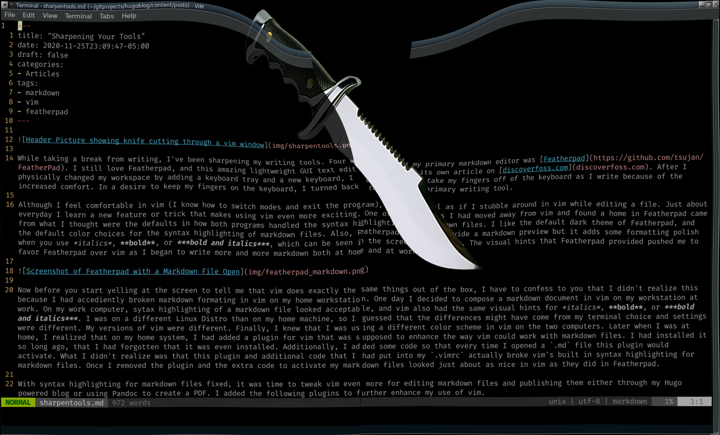 Terminal - sharpentools.md (~/gitprojects/hugoblog/content/posts) - VIM
File Edit View Terminal Tabs Help
1 ---
1 title: "Sharpening Your Tools"
2 date: 2020-11-25T23:09:47-05:00
3 draft: false
4 categories:
5 - Articles
6 tags:
7 - markdown
8 - vim
9 - featherpad
10 ---
11
12 ![Header Picture showing knife cutting through a vim window](img/sharpentools.pn
13
14 While taking a break from writing, I've been sharpening my writing tools. Four my primary markdown editor was [Featherpad](https://github.com/tsujan/
FeatherPad). I still love Featherpad, and this amazing lightweight GUI text edit its own article on [discoverfoss.com](discoverfoss.com). After I
physically changed my workspace by adding a keyboard tray and a new keyboard, take my fingers off of the keyboard as I write because of the
increased comfort. In a desire to keep my fingers on the keyboard, I turned back primary writing tool.
15
16 Although I feel comfortable in vim (I know how to switch modes and exit the program), as if I stubble around in vim while editing a file. Just about
everyday I learn a new feature or trick that makes using vim even more exciting. One I had moved away from vim and found a home in Featherpad came
from what I thought were the defaults in how both programs handled the syntax highlighting files. I like the default dark theme of Featherpad, and
the default color choices for the syntax highlighting of markdown files. Also, a markdown preview but it adds some formatting polish
when you use *italics*, **bold**, or ***bold and italics***, which can be seen in the screen The visual hints that Featherpad provided pushed me to
favor Featherpad over vim as I began to write more and more markdown both at home and at work
17
18 ![Screenshot of Featherpad with a Markdown File Open](img/featherpad_markdown.png)
19
20 Now before you start yelling at the screen to tell me that vim does exactly the same things out of the box, I have to confess to you that I didn't realize this
because I had accediently broken markdown formating in vim on my home workstation. One day I decided to compose a markdown document in vim on my workstation at
work. On my work computer, sytax highlighting of a markdown file looked acceptable, and vim also had the same visual hints for *italics*, **bold**, or ***bold
and italics***. I was on a different Linux Distro than on my home machine, so I guessed that the differences might have come from my terminal choice and settings
were different. My versions of vim were different. Finally, I knew that I was using a different color scheme in vim on the two computers. Later when I was at
home, I realized that on my home system, I had added a plugin for vim that was supposed to enhance the way vim could work with markdown files. I had installed it
so long ago, that I had forgotten that it was even installed. Additionally, I added some code so that every time I opened a `.md` file this plugin would
activate. What I didn't realize was that this plugin and additional code that I had put into my `.vimrc` actually broke vim's built in syntax highlighting for
markdown files. Once I removed the plugin and the extra code to activate my markdown files looked just about as nice in vim as they did in Featherpad.
21
22 With syntax highlighting for markdown files fixed, it was time to tweak vim even more for editing markdown files and publishing them either through my Hugo
powered blog or using Pandoc to create a PDF. I added the following plugins to further enhance my use of vim.
NORMAL sharpentools.md 972 words unix | utf-8 | markdown 1% 1:1